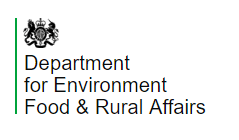 Department
for Environment
Food & Rural Affairs